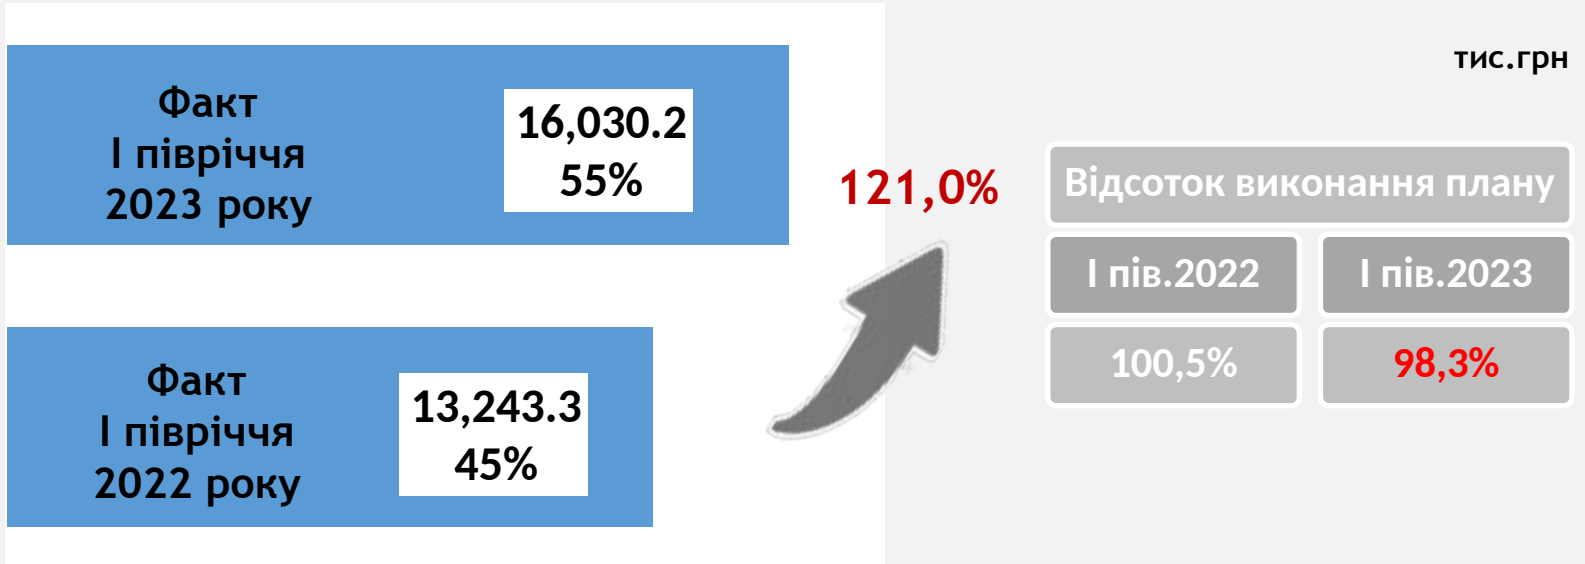 Факт
І півріччя
2023 року
16,030.2
55%
Факт
І півріччя
2022 року
13,243.3
45%
121,0%
тис.грн
Відсоток виконання плану
І пів.2022
І пів.2023
100,5%
98,3%